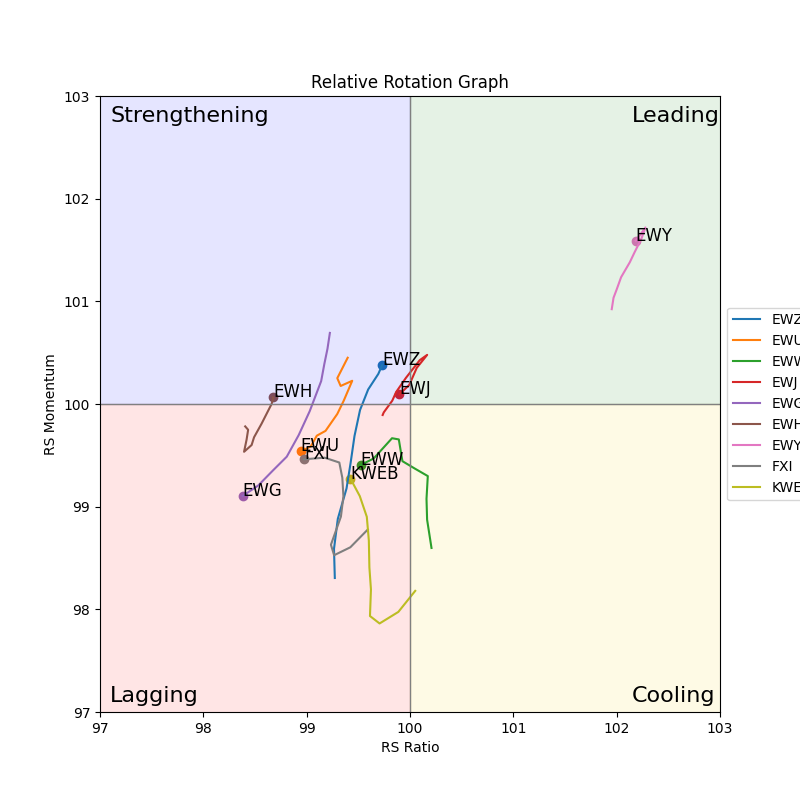 Relative Rotation Graph
103
Strengthening
Leading
102
EWY
101
RS Momentum
EWZ
EWH
EWJ
100
EWU
FXI
EWW
KWEB
EWG
99
98
Lagging
Cooling
97
97 98 99 100 101 102 103
RS Ratio
EWZ
EWU
EWW
EWJ
EWG
EWH
EWY
FXI
KWE